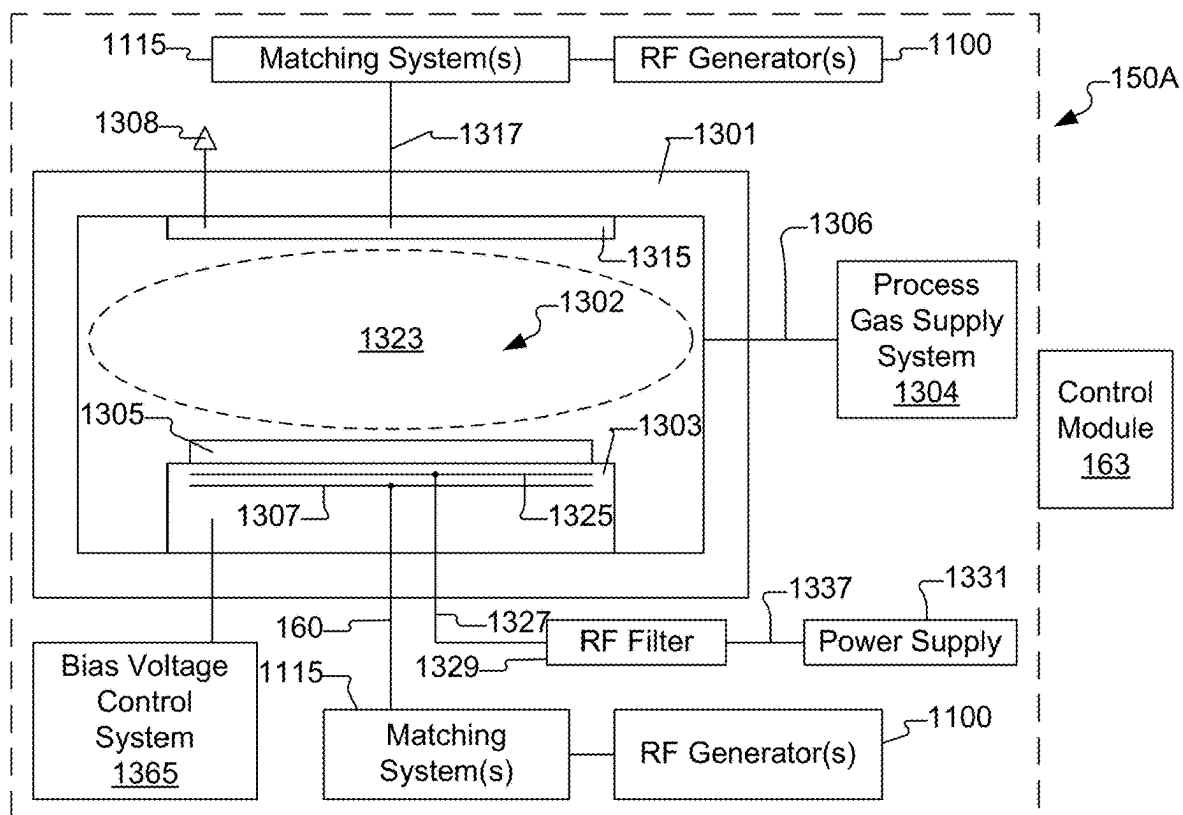 1115
Matching System(s)
RF Generator(s)
1100
150A
1308
1317
1301
1306
1315
1302
1323
Process
Gas Supply
System
1304
1305
1303
Control
Module
163
1307
1325
160
1327
1337
1331
RF Filter
1329
Power Supply
Bias Voltage
Control
System
1365
1115
Matching
System(s)
RF Generator(s)
1100